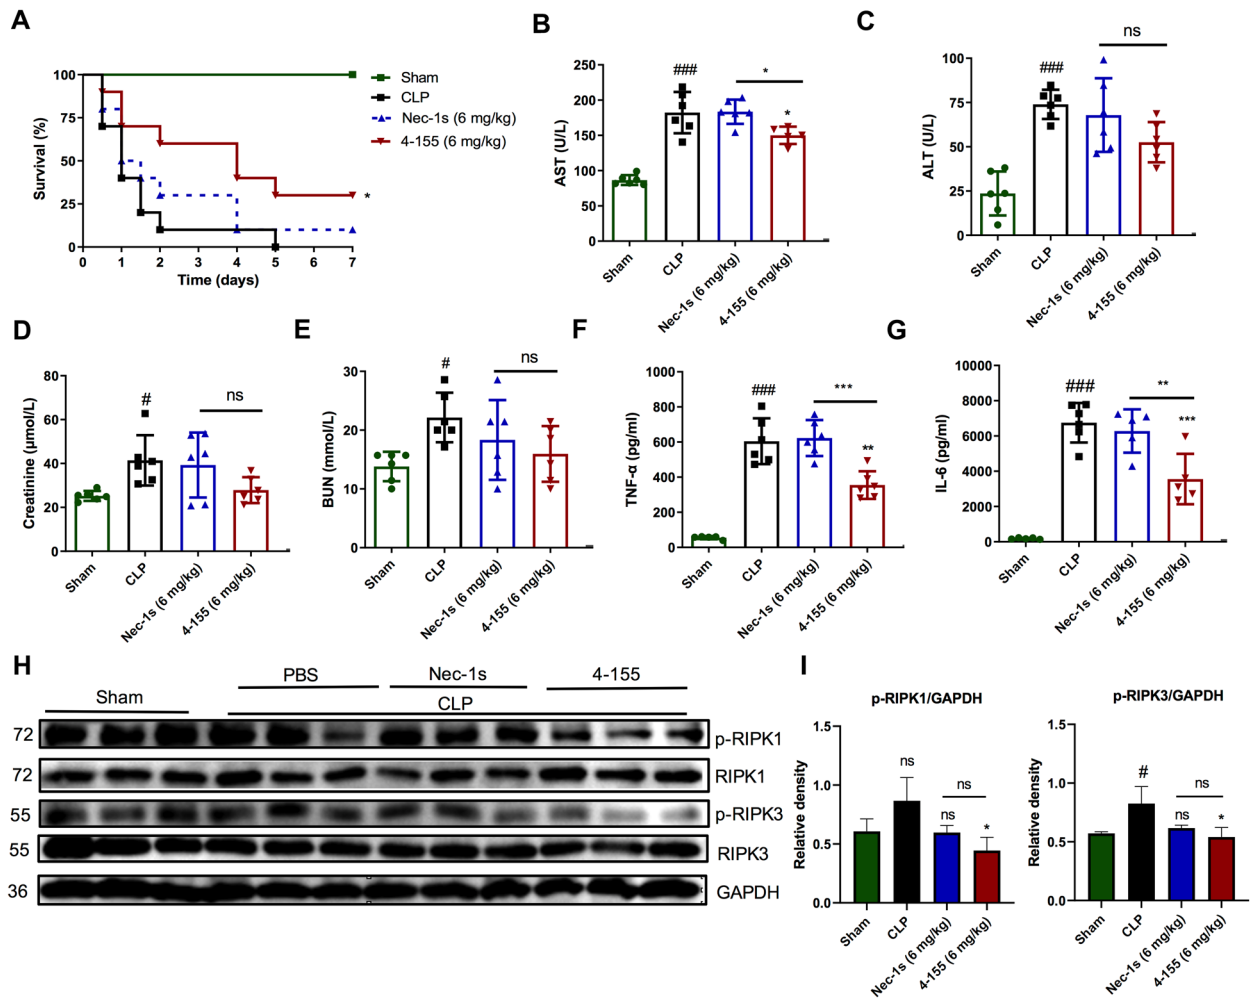 A
100
75
50
25
0
Survival (%)
0 1 2 3 4 5 6 7
Time (days)
Sham
CLP
Nec-1s (6 mg/kg)
4-155 (6 mg/kg)
*
B
250
200
150
100
50
0
AST (U/L)
###
*
*
Sham
CLP
Nec-1s (6 mg/kg)
4-155 (6 mg/kg)
C
100
75
50
25
0
ALT (U/L)
###
ns
Sham
CLP
Nec-1s (6 mg/kg)
4-155 (6 mg/kg)
D
80
60
40
20
0
Creatinine (μmol/L)
#
ns
Sham
CLP
Nec-1s (6 mg/kg)
4-155 (6 mg/kg)
E
30
20
10
0
BUN (mmol/L)
#
ns
Sham
CLP
Nec-1s (6 mg/kg)
4-155 (6 mg/kg)
F
1000
800
600
400
200
0
TNF-α (pg/ml)
###
***
**
Sham
CLP
Nec-1s (6 mg/kg)
4-155 (6 mg/kg)
G
10000
8000
6000
4000
2000
0
IL-6 (pg/ml)
###
**
***
Sham
CLP
Nec-1s (6 mg/kg)
4-155 (6 mg/kg)
H
PBS Nec-1s 4-155
Sham
CLP
72 p-RIPK1
72 RIPK1
55 p-RIPK3
55 RIPK3
36 GAPDH
I
p-RIPK1/GAPDH
1.5
1.0
0.5
0.0
Relative density
ns
ns
ns
*
Sham
CLP
Nec-1s (6 mg/kg)
4-155 (6 mg/kg)
p-RIPK3/GAPDH
1.5
1.0
0.5
0.0
Relative density
#
ns
ns
*
Sham
CLP
Nec-1s (6 mg/kg)
4-155 (6 mg/kg)